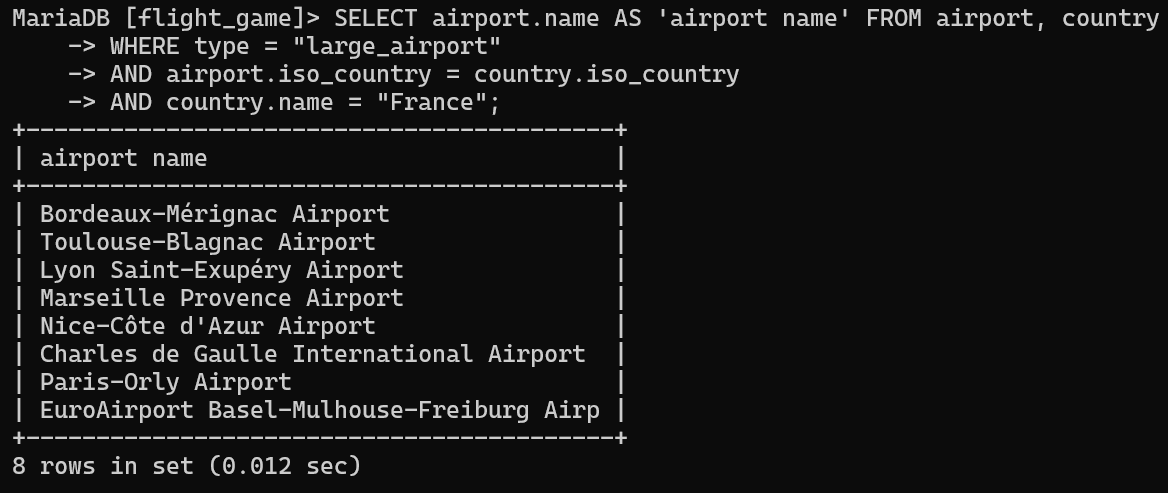 MariaDB [flight_game]> SELECT airport.name AS 'airport name' FROM airport, country
    -> WHERE type = "large_airport"
    -> AND airport.iso_country = country.iso_country
    -> AND country.name = "France";
+------------------------------------------+
| airport name                             |
+------------------------------------------+
| Bordeaux-Mérignac Airport                |
| Toulouse-Blagnac Airport                 |
| Lyon Saint-Exupéry Airport               |
| Marseille Provence Airport               |
| Nice-Côte d'Azur Airport                 |
| Charles de Gaulle International Airport  |
| Paris-Orly Airport                       |
| EuroAirport Basel-Mulhouse-Freiburg Airp |
+------------------------------------------+
8 rows in set (0.012 sec)